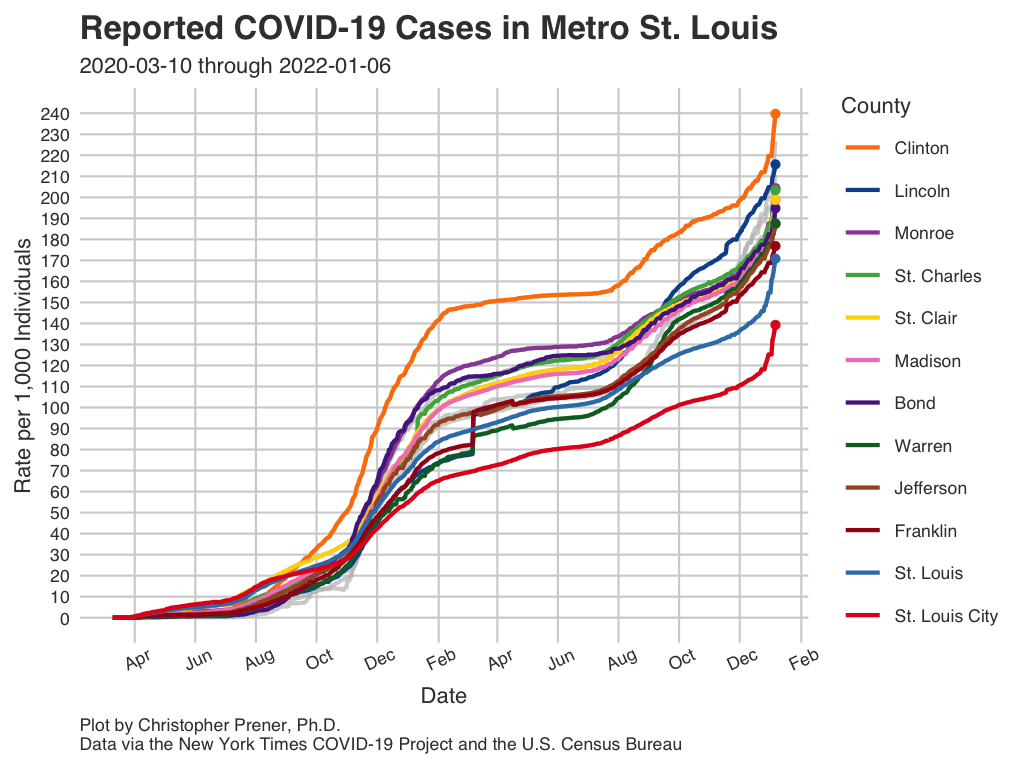 Reported COVID-19 Cases in Metro St. Louis
2020-03-10 through 2022-01-06
Rate per 1,000 Individuals
240
230
220
210
200
190
180
170
160
150
140
130
120
110
100
90
80
70
60
50
40
30
20
10
0
Apr Jun Aug Oct Dec Feb Apr Jun Aug Oct Dec Feb
Date
County
Clinton
Lincoln
Monroe
St. Charles
St. Clair
Madison
Bond
Warren
Jefferson
Franklin
St. Louis
St. Louis City
Plot by Christopher Prener, Ph.D.
Data via the New York Times COVID-19 Project and the U.S. Census Bureau